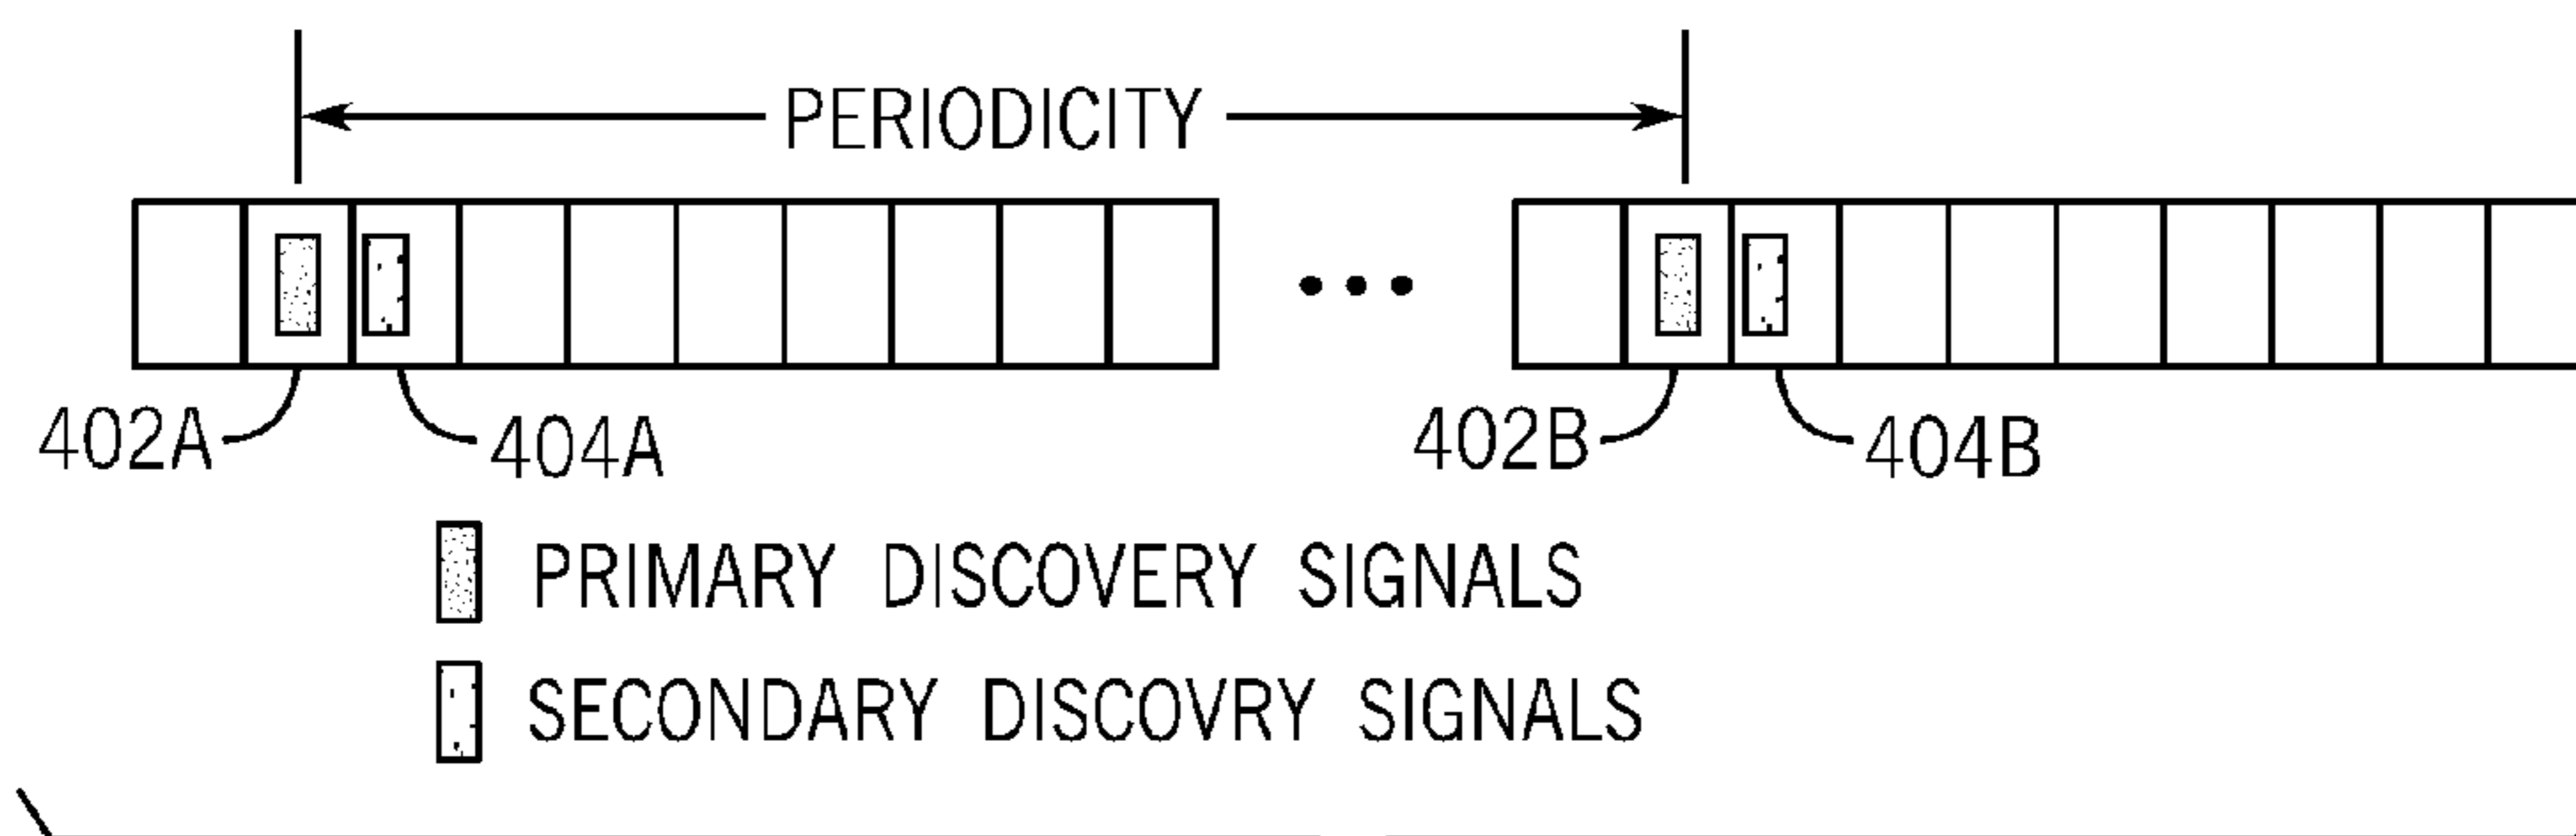 PERIODICITY
402A
404A
402B
404B
PRIMARY DISCOVERY SIGNALS
SECONDARY DISCOVRY SIGNALS